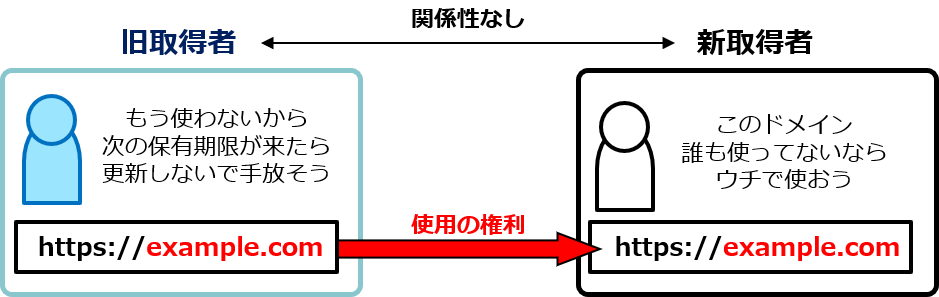 関係性なし
旧取得者
新取得者
もう使わないから
次の保有期限が来たら
更新しないで手放そう
このドメイン
誰も使ってないなら
ウチで使おう
使用の権利
https://example.com
https://example.com